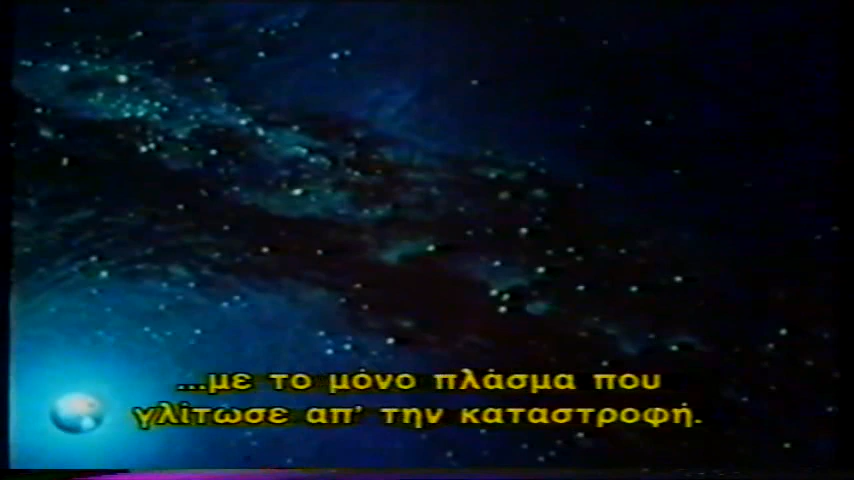 ...με το μόνο πλάσμα που
γλίτωσε απ' την καταστροφή.